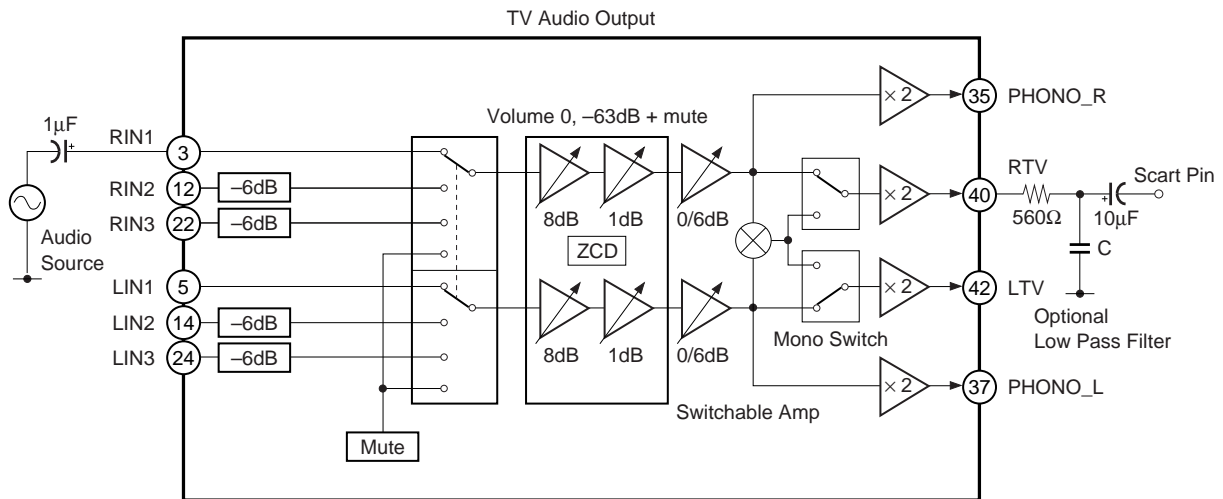 TV Audio Output
1μF
RIN1
3
RIN2
12
–6dB
RIN3
22
–6dB
Audio
Source
LIN1
5
LIN2
14
–6dB
LIN3
24
–6dB
Mute
Volume 0, –63dB + mute
8dB
1dB
0/6dB
ZCD
8dB
1dB
0/6dB
Switchable Amp
Mono Switch
× 2
35
PHONO_R
× 2
40
RTV
560Ω
10μF
Scart Pin
C
Optional
Low Pass Filter
× 2
42
LTV
× 2
37
PHONO_L
+
+